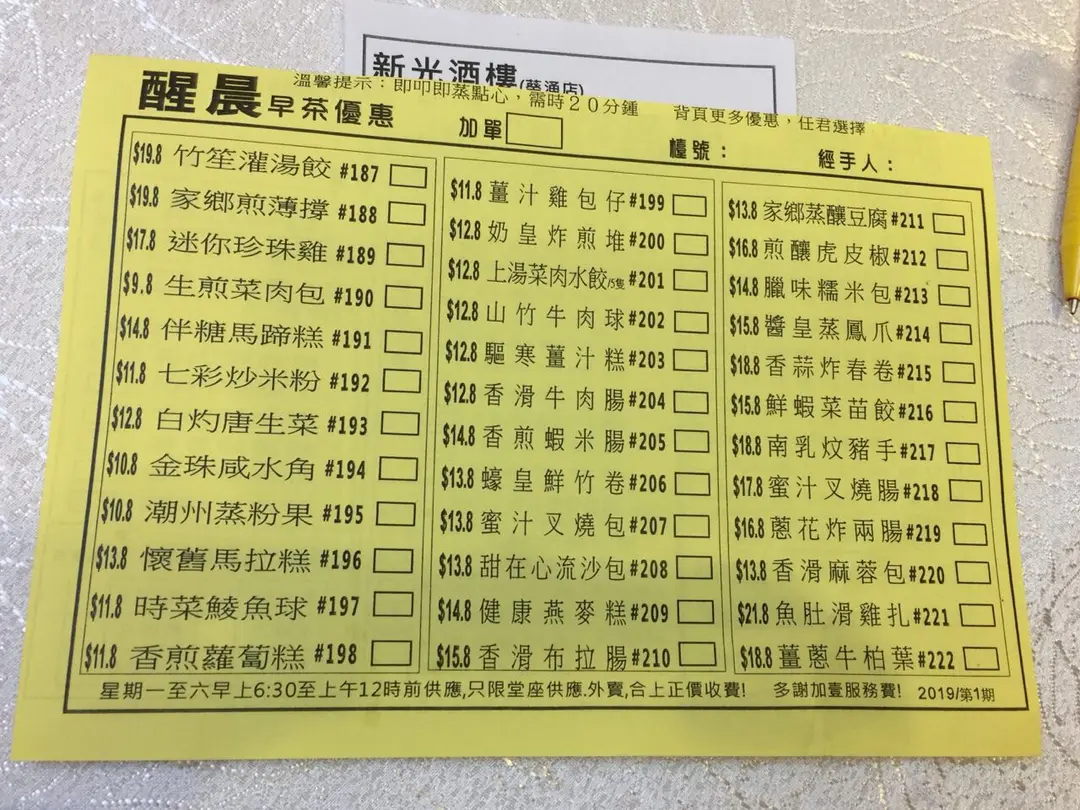 新光酒樓(葵涌店)
醒晨早茶優惠
溫馨提示：即叩即蒸點心，需時20分鍾
背頁更多優惠，任君選擇
加單
檯號：
經手人：
$19.8 竹笙灌湯餃 #187
$19.8 家鄉煎薄撐 #188
$17.8 迷你珍珠雞 #189
$9.8 生煎菜肉包 #190
$14.8 伴糖馬蹄糕 #191
$11.8 七彩炒米粉 #192
$12.8 白灼唐生菜 #193
$10.8 金珠咸水角 #194
$10.8 潮州蒸粉果 #195
$13.8 懷舊馬拉糕 #196
$11.8 時菜鯪魚球 #197
$11.8 香煎蘿蔔糕 #198
$11.8 薑汁雞包仔 #199
$12.8 奶皇炸煎堆 #200
$12.8 上湯菜肉水餃/5隻 #201
$12.8 山竹牛肉球 #202
$12.8 驅寒薑汁糕 #203
$12.8 香滑牛肉腸 #204
$14.8 香煎蝦米腸 #205
$13.8 蠔皇鮮竹卷 #206
$13.8 蜜汁叉燒包 #207
$13.8 甜在心流沙包 #208
$14.8 健康燕麥糕 #209
$15.8 香滑布拉腸 #210
$13.8 家鄉蒸釀豆腐 #211
$16.8 煎釀虎皮椒 #212
$14.8 臘味糯米包 #213
$15.8 醬皇蒸鳳爪 #214
$18.8 香蒜炸春卷 #215
$15.8 鮮蝦菜苗餃 #216
$18.8 南乳炆豬手 #217
$17.8 蜜汁叉燒腸 #218
$16.8 蔥花炸兩腸 #219
$13.8 香滑麻蓉包 #220
$21.8 魚肚滑雞扎 #221
$18.8 薑蔥牛柏葉 #222
星期一至六早上6:30至上午12時前供應,只限堂座供應.外賣,合上正價收費! 多謝加壹服務費! 2019/第1期